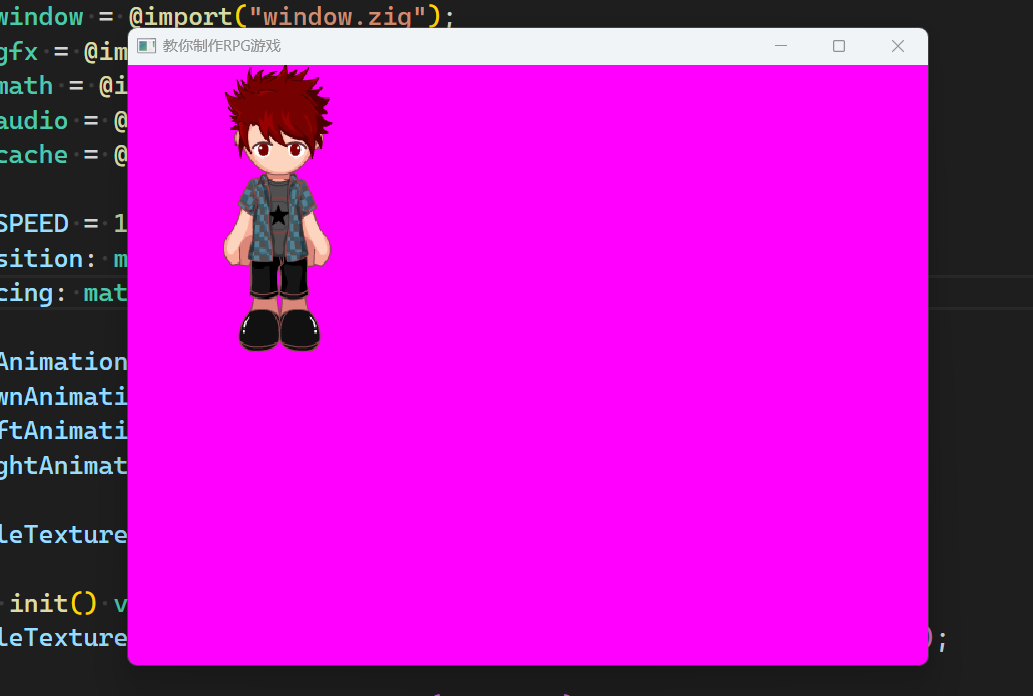 window = @import("window.zig");
教你制作RPG游戏
gfx = @im
math = @i
audio = @
cache = @
SPEED = 1
sition: m
cing: mat
Animation
wnAnimati
ftAnimati
ghtAnimat
leTexture
init() v
leTexture );